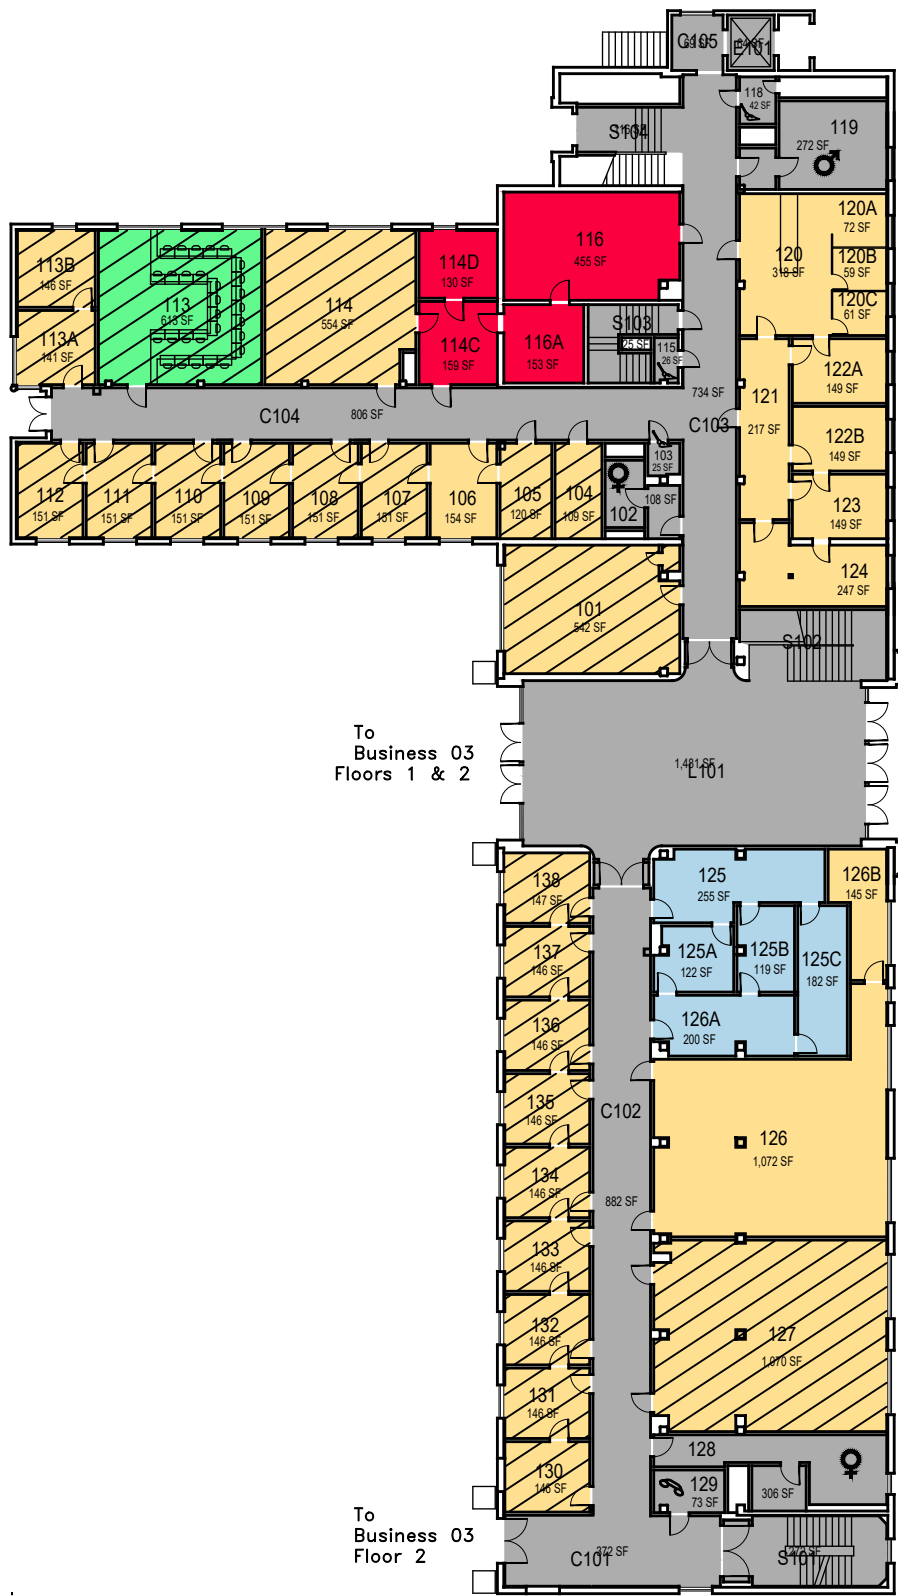 C105
69 SF
E101
64 SF
118
42 SF
119
272 SF
S104
120A
72 SF
120
318 SF
120B
59 SF
120C
61 SF
116
455 SF
113B
146 SF
113
613 SF
114
554 SF
114D
130 SF
113A
141 SF
114C
159 SF
116A
153 SF
S103
25 SF
115
26 SF
122A
149 SF
121
217 SF
734 SF
C103
C104
806 SF
122B
149 SF
112
151 SF
111
151 SF
110
151 SF
109
151 SF
108
151 SF
107
151 SF
106
154 SF
105
120 SF
104
109 SF
103
25 SF
102
108 SF
123
149 SF
124
247 SF
101
542 SF
S102
To
Business 03
Floors 1 & 2
1,481 SF
L101
138
147 SF
125
255 SF
126B
145 SF
137
146 SF
125A
122 SF
125B
119 SF
125C
182 SF
136
146 SF
126A
200 SF
135
146 SF
C102
126
1,072 SF
134
146 SF
882 SF
133
146 SF
132
146 SF
127
1,070 SF
131
146 SF
130
146 SF
128
129
73 SF
306 SF
To
Business 03
Floor 2
C101
372 SF
S101
273 SF